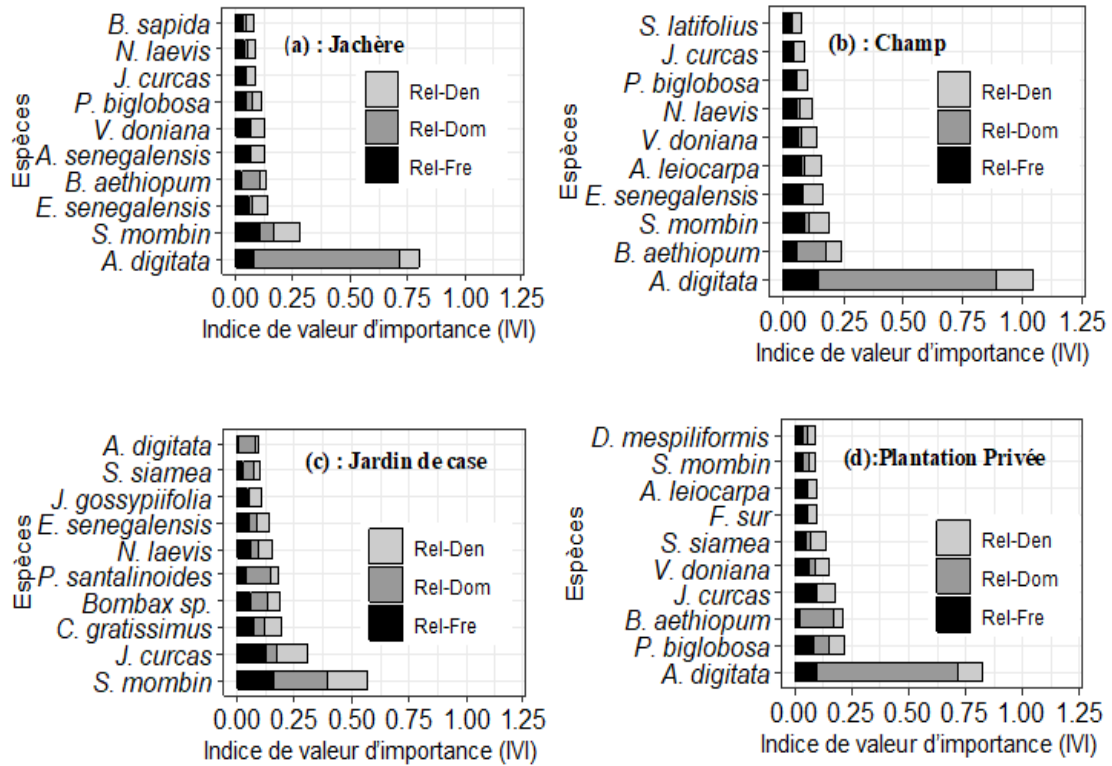 (a) : Jachère
Espèces
B. sapida
N. laevis
J. curcas
P. biglobosa
V. doniana
A. senegalensis
B. aethiopum
E. senegalensis
S. mombin
A. digitata
Rel-Den
Rel-Dom
Rel-Fre
0.00 0.25 0.50 0.75 1.00 1.25
Indice de valeur d'importance (IVI)
(b) : Champ
Espèces
S. latifolius
J. curcas
P. biglobosa
N. laevis
V. doniana
A. leiocarpa
E. senegalensis
S. mombin
B. aethiopum
A. digitata
Rel-Den
Rel-Dom
Rel-Fre
0.00 0.25 0.50 0.75 1.00 1.25
Indice de valeur d'importance (IVI)
(c) : Jardin de case
Espèces
A. digitata
S. siamea
J. gossypiifolia
E. senegalensis
N. laevis
P. santalinoides
Bombax sp.
C. gratissimus
J. curcas
S. mombin
Rel-Den
Rel-Dom
Rel-Fre
0.00 0.25 0.50 0.75 1.00 1.25
Indice de valeur d'importance (IVI)
(d):Plantation Privée
Espèces
D. mespiliformis
S. mombin
A. leiocarpa
F. sur
S. siamea
V. doniana
J. curcas
B. aethiopum
P. biglobosa
A. digitata
Rel-Den
Rel-Dom
Rel-Fre
0.00 0.25 0.50 0.75 1.00 1.25
Indice de valeur d'importance (IVI)